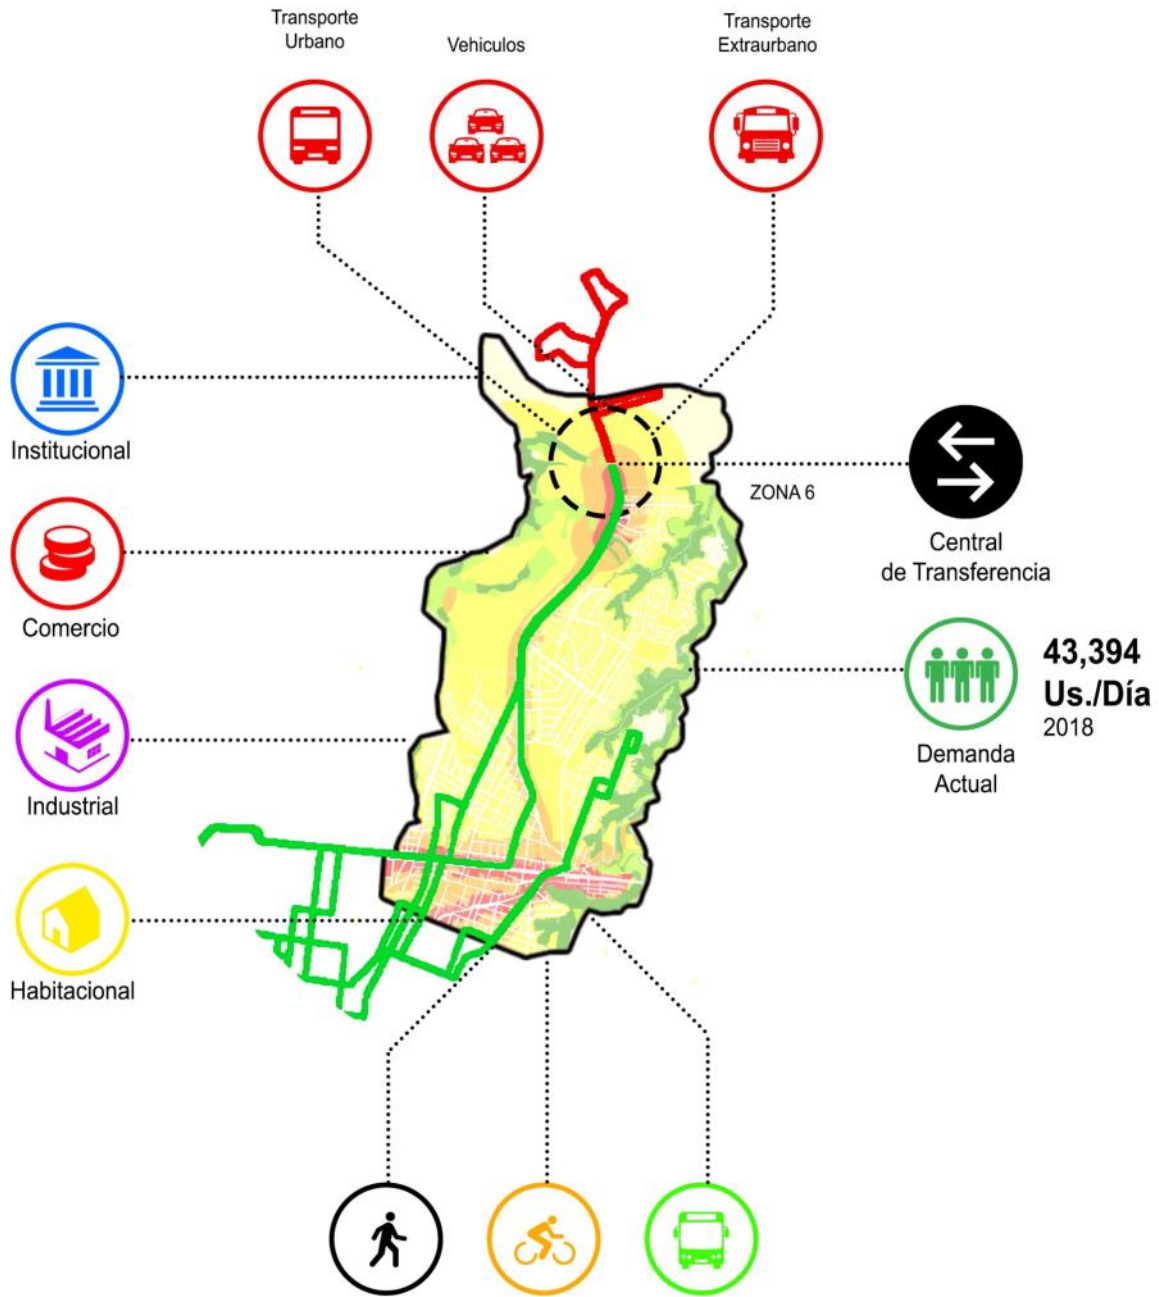 Transporte
Urbano
Vehiculos
Transporte
Extraurbano
Institucional
ZONA 6
Central
de Transferencia
Comercio
43,394
Us./Día
2018
Demanda
Actual
Industrial
Habitacional